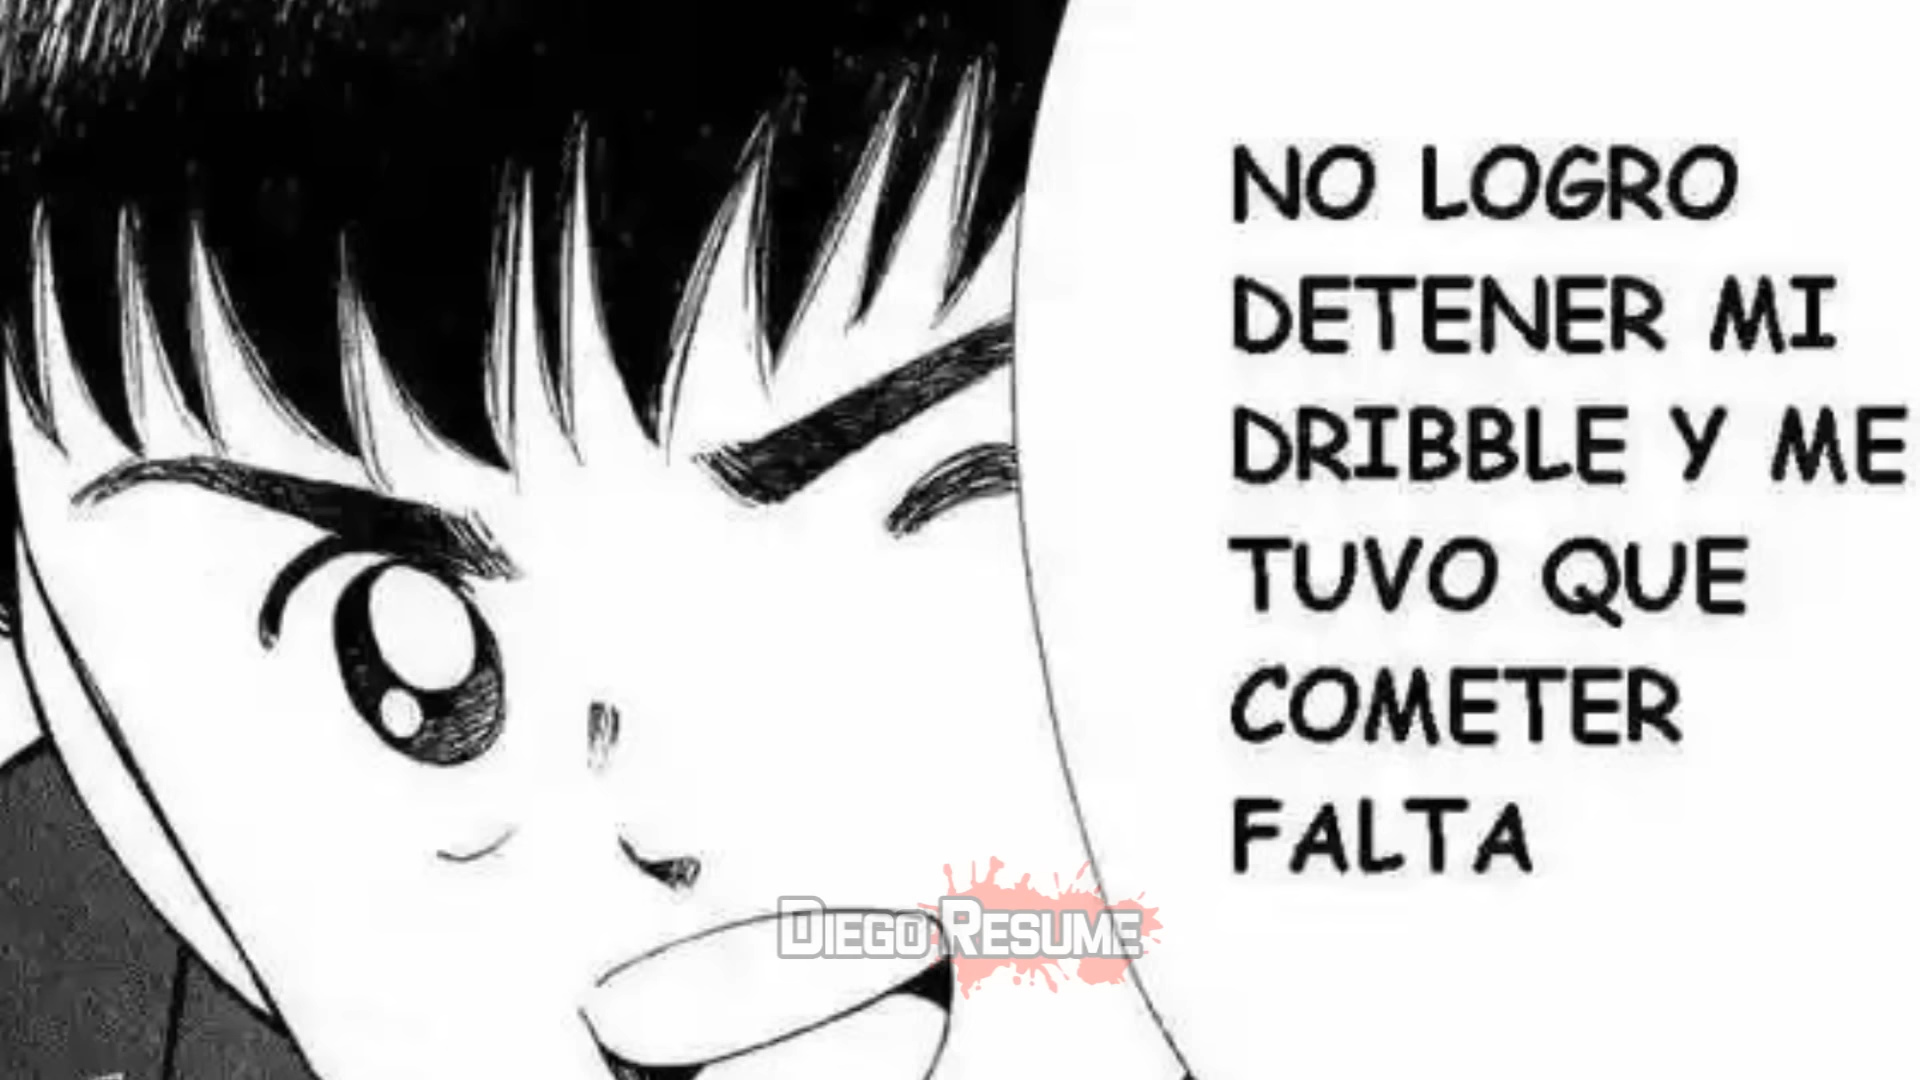 NO LOGRO
DETENER MI
DRIBBLE Y ME
TUVO QUE
COMETER
FALTA
DIEGO RESUME